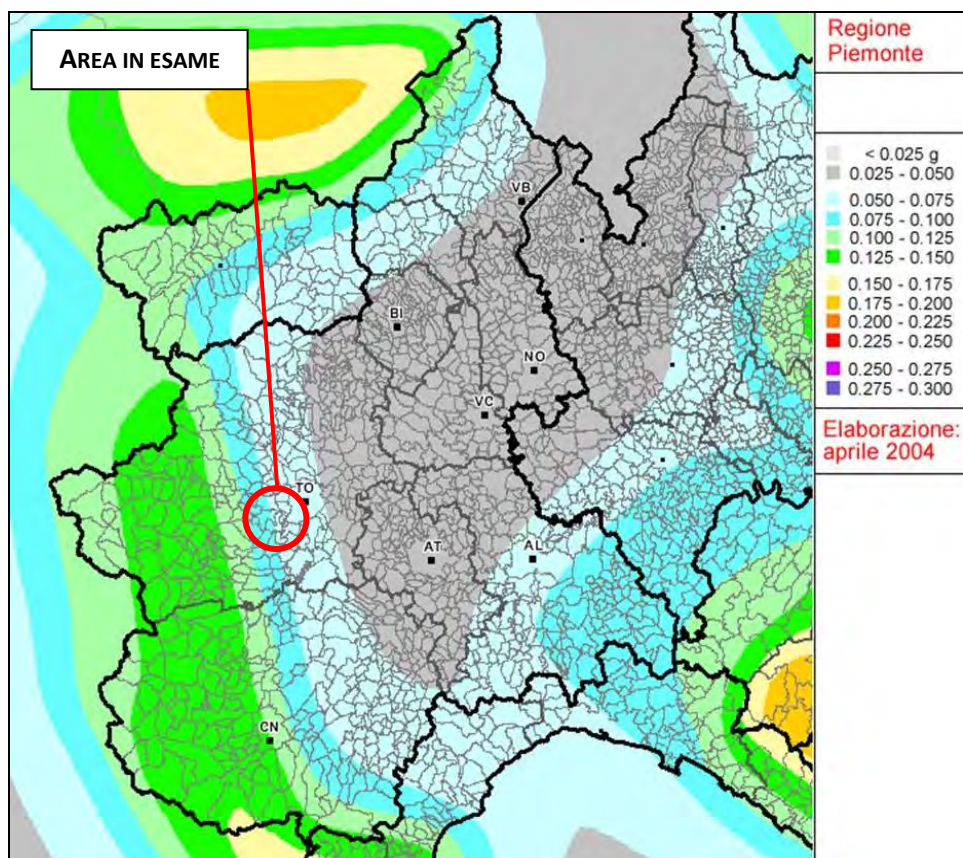 AREA IN ESAME
Regione
Piemonte
< 0.025 g
0.025 - 0.050
0.050 - 0.075
0.075 - 0.100
0.100 - 0.125
0.125 - 0.150
0.150 - 0.175
0.175 - 0.200
0.200 - 0.225
0.225 - 0.250
0.250 - 0.275
0.275 - 0.300
Elaborazione:
aprile 2004
VB
BI
NO
VC
TO
AT
AL
CN